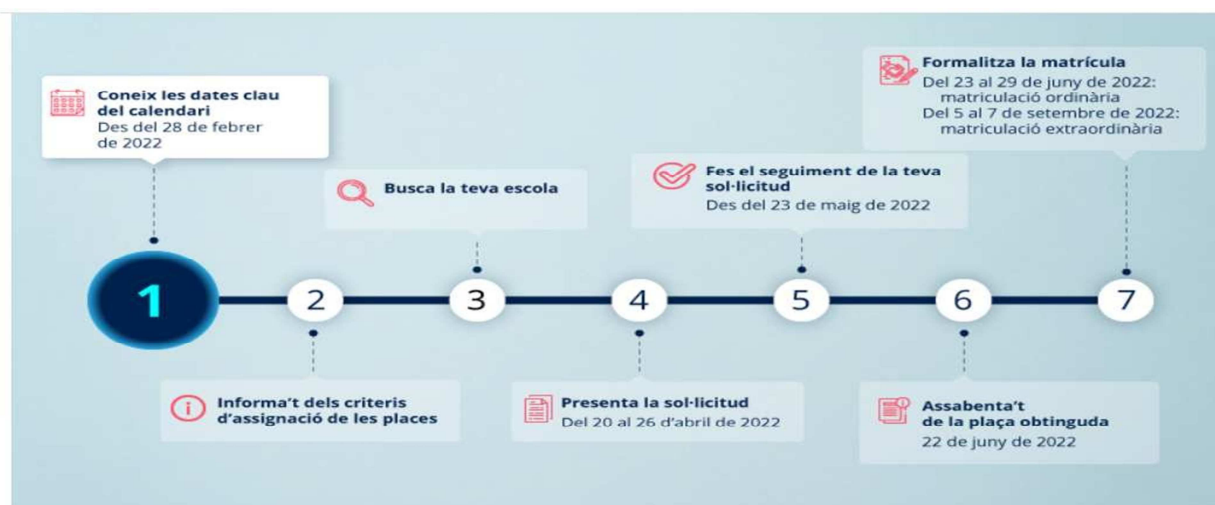 Coneix les dates clau
del calendari
Des del 28 de febrer
de 2022
Busca la teva escola
Fes el seguiment de la teva
sol·licitud
Des del 23 de maig de 2022
Formalitza la matrícula
Del 23 al 29 de juny de 2022:
matriculació ordinària
Del 5 al 7 de setembre de 2022:
matriculació extraordinària
1
2
3
4
5
6
7
Informa't dels criteris
d'assignació de les places
Presenta la sol·licitud
Del 20 al 26 d'abril de 2022
Assabenta't
de la plaça obtinguda
22 de juny de 2022